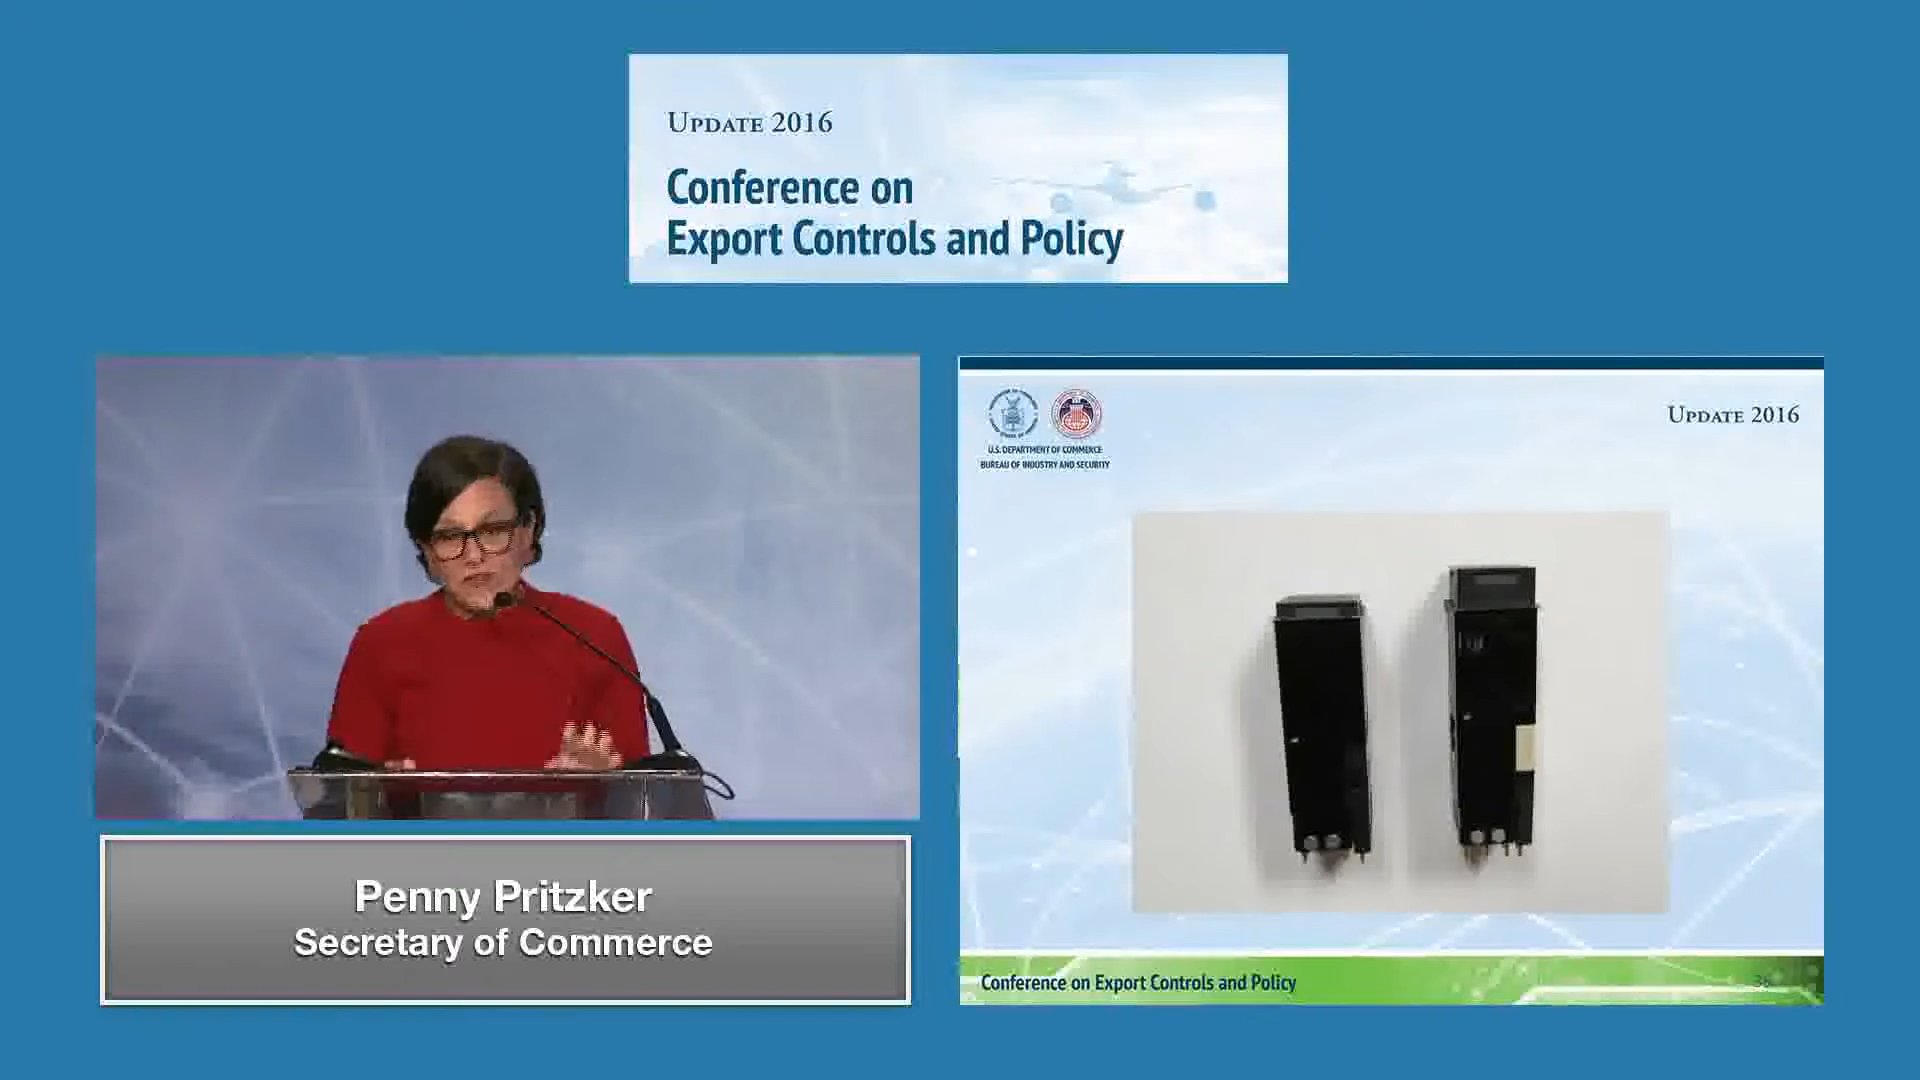 UPDATE 2016
Conference on
Export Controls and Policy
UPDATE 2016
U.S. DEPARTMENT OF COMMERCE
BUREAU OF INDUSTRY AND SECURITY
Penny Pritzker
Secretary of Commerce
Conference on Export Controls and Policy